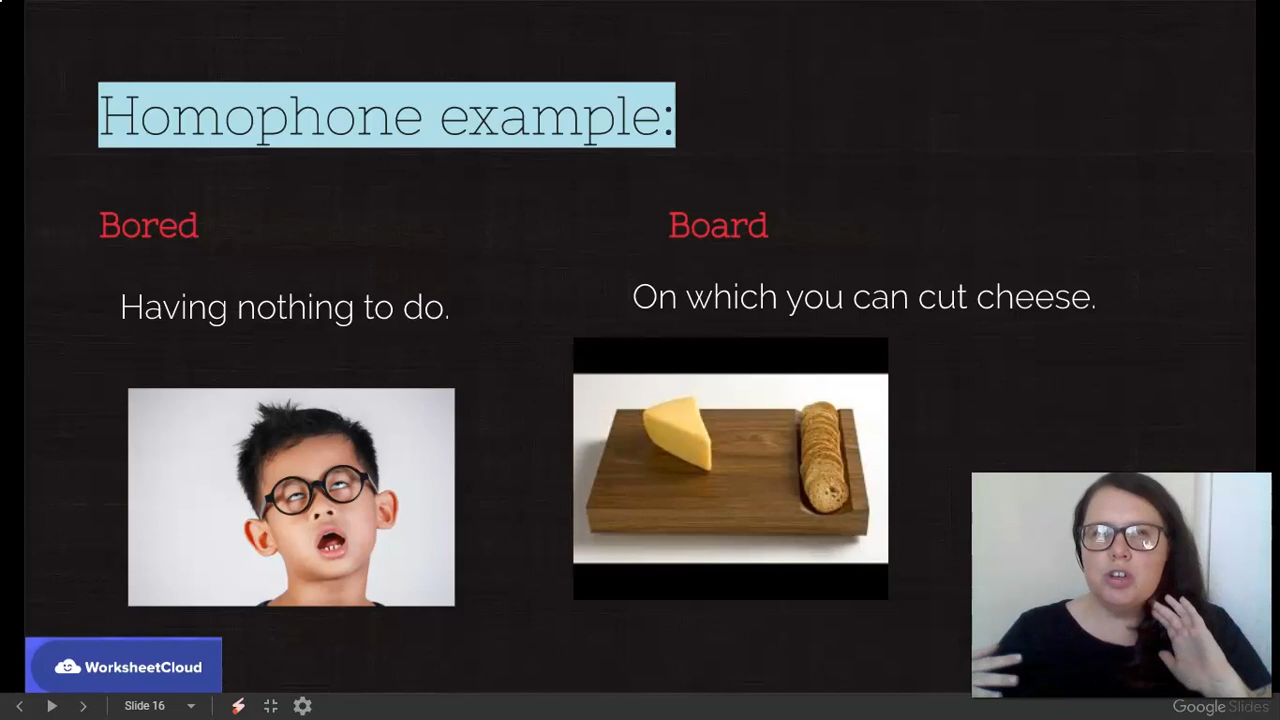 Homophone example:
Bored
Board
Having nothing to do.
On which you can cut cheese.
WorksheetCloud
Slide 16
Google Slides